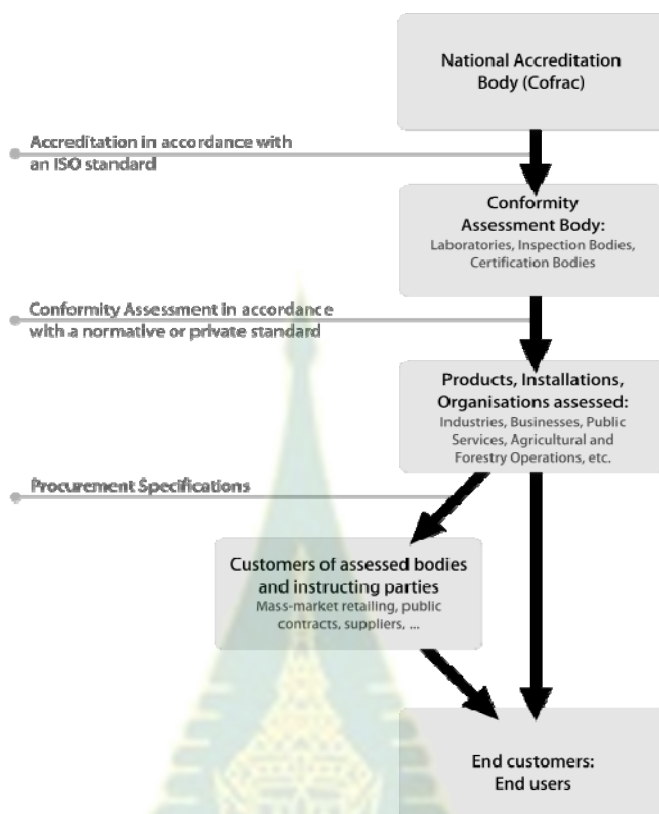 National Accreditation
Body (Cofrac)
Accreditation in accordance with
an ISO standard
Conformity
Assessment Body:
Laboratories, Inspection Bodies,
Certification Bodies
Conformity Assessment in accordance
with a normative or private standard
Products, Installations,
Organisations assessed:
Industries, Businesses, Public
Services, Agricultural and
Forestry Operations, etc.
Procurement Specifications
Customers of assessed bodies
and instructing parties
Mass-market retailing, public
contracts, suppliers, ...
End customers:
End users